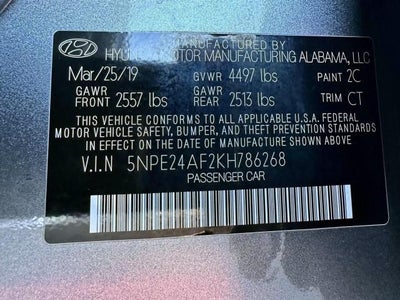 MANUFACTURED BY
HYUNDAI MOTOR MANUFACTURING ALABAMA, LLC
Mar/25/19 GVWR 4497 lbs PAINT 2C
GAWR FRONT 2557 lbs GAWR REAR 2513 lbs TRIM CT
THIS VEHICLE CONFORMS TO ALL APPLICABLE U.S.A. FEDERAL
MOTOR VEHICLE SAFETY, BUMPER, AND THEFT PREVENTION STANDARDS
IN EFFECT ON THE DATE OF MANUFACTURE SHOWN ABOVE.
V.I.N 5NPE24AF2KH786268
PASSENGER CAR